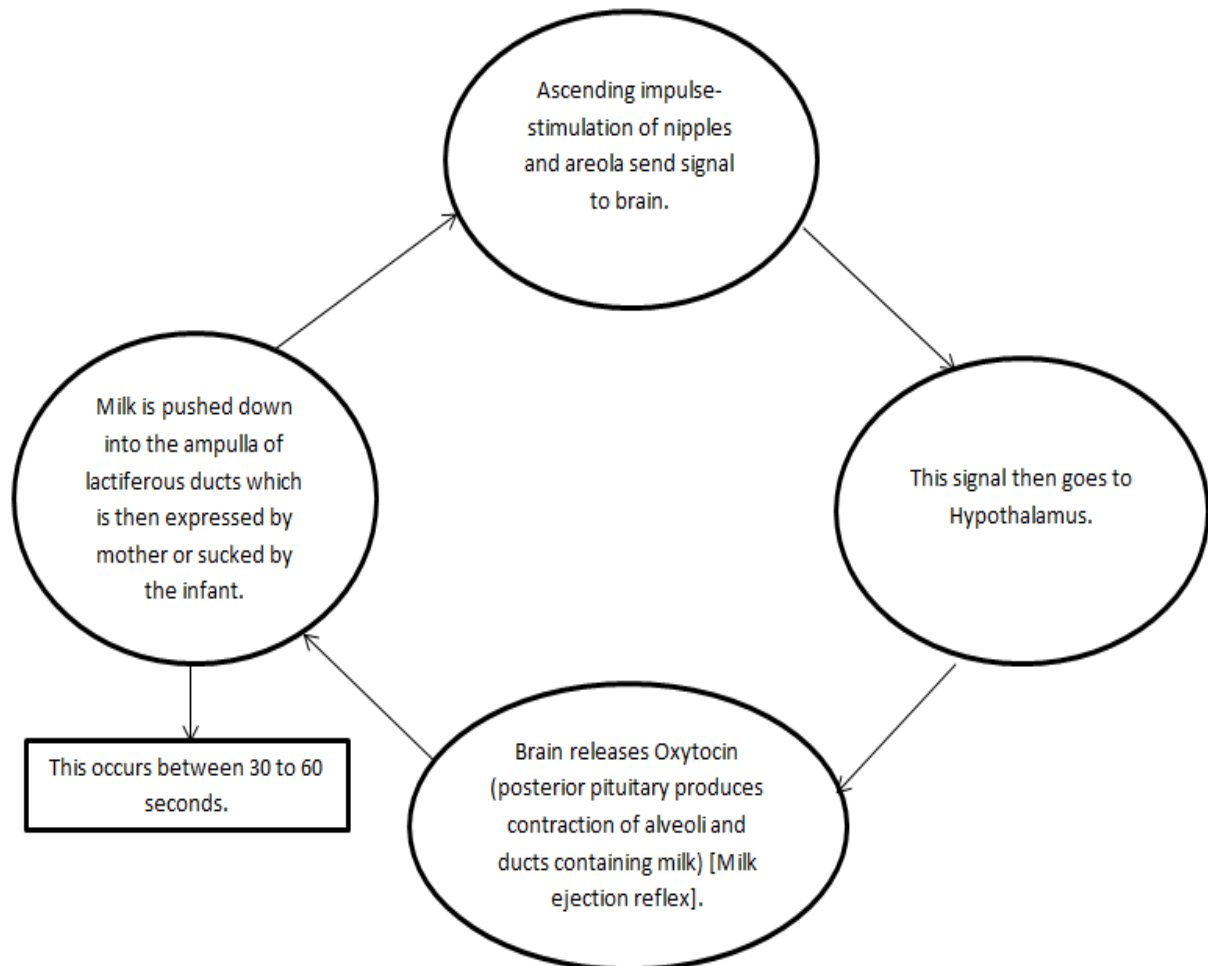 Ascending impulse-
stimulation of nipples
and areola send signal
to brain.
This signal then goes to
Hypothalamus.
Brain releases Oxytocin
(posterior pituitary produces
contraction of alveoli and
ducts containing milk) [Milk
ejection reflex].
Milk is pushed down
into the ampulla of
lactiferous ducts which
is then expressed by
mother or sucked by
the infant.
This occurs between 30 to 60
seconds.